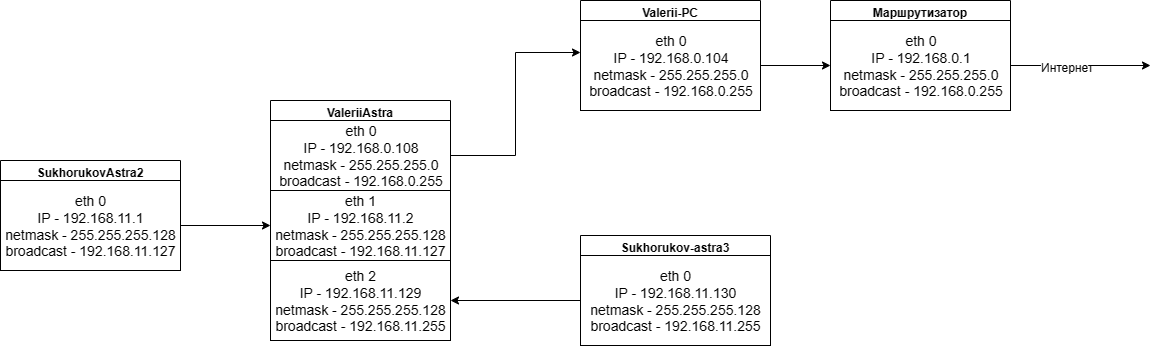 Valerii-PC
eth 0
IP - 192.168.0.104
netmask - 255.255.255.0
broadcast - 192.168.0.255
Маршрутизатор
eth 0
IP - 192.168.0.1
netmask - 255.255.255.0
broadcast - 192.168.0.255
Интернет
ValeriiAstra
eth 0
IP - 192.168.0.108
netmask - 255.255.255.0
broadcast - 192.168.0.255
eth 1
IP - 192.168.11.2
netmask - 255.255.255.128
broadcast - 192.168.11.127
eth 2
IP - 192.168.11.129
netmask - 255.255.255.128
broadcast - 192.168.11.255
SukhorukovAstra2
eth 0
IP - 192.168.11.1
netmask - 255.255.255.128
broadcast - 192.168.11.127
Sukhorukov-astra3
eth 0
IP - 192.168.11.130
netmask - 255.255.255.128
broadcast - 192.168.11.255